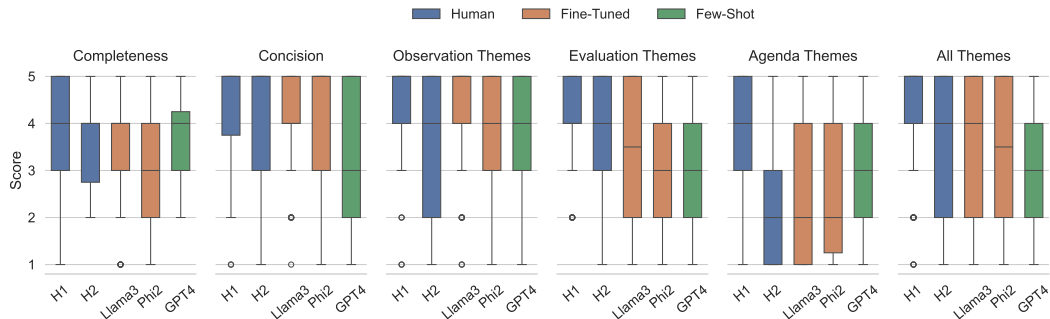 Human Fine-Tuned Few-Shot
Completeness Concision Observation Themes Evaluation Themes Agenda Themes All Themes
Score
5
4
3
2
1
H1 H2 Llama3 Phi2 GPT4 H1 H2 Llama3 Phi2 GPT4 H1 H2 Llama3 Phi2 GPT4 H1 H2 Llama3 Phi2 GPT4 H1 H2 Llama3 Phi2 GPT4 H1 H2 Llama3 Phi2 GPT4